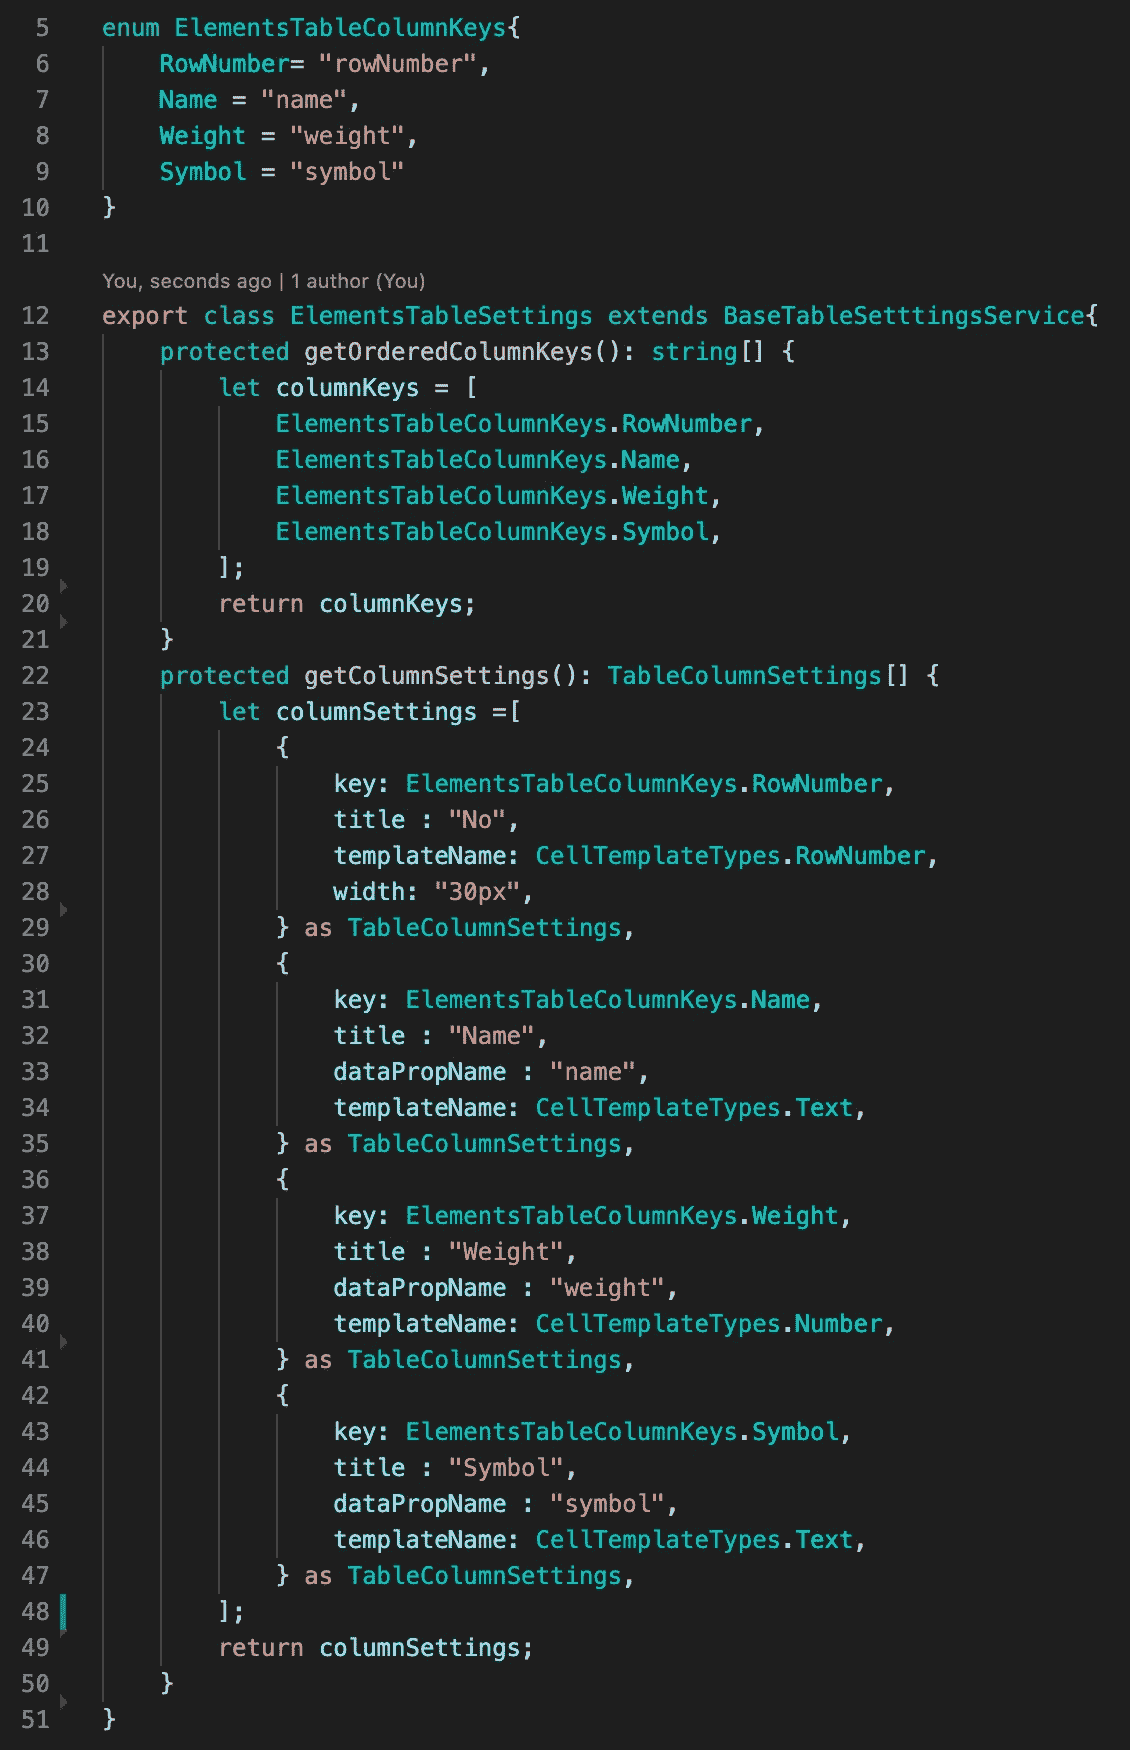 5 enum ElementsTableColumnKeys{
6 RowNumber= "rowNumber",
7 Name = "name",
8 Weight = "weight",
9 Symbol = "symbol"
10 }
11
You, seconds ago | 1 author (You)
12 export class ElementsTableSettings extends BaseTableSetttingsService{
13 protected getOrderedColumnKeys(): string[] {
14 let columnKeys = [
15 ElementsTableColumnKeys.RowNumber,
16 ElementsTableColumnKeys.Name,
17 ElementsTableColumnKeys.Weight,
18 ElementsTableColumnKeys.Symbol,
19 ];
20 return columnKeys;
21 }
22 protected getColumnSettings(): TableColumnSettings[] {
23 let columnSettings =[
24 {
25 key: ElementsTableColumnKeys.RowNumber,
26 title : "No",
27 templateName: CellTemplateTypes.RowNumber,
28 width: "30px",
29 } as TableColumnSettings,
30 {
31 key: ElementsTableColumnKeys.Name,
32 title : "Name",
33 dataPropName : "name",
34 templateName: CellTemplateTypes.Text,
35 } as TableColumnSettings,
36 {
37 key: ElementsTableColumnKeys.Weight,
38 title : "Weight",
39 dataPropName : "weight",
40 templateName: CellTemplateTypes.Number,
41 } as TableColumnSettings,
42 {
43 key: ElementsTableColumnKeys.Symbol,
44 title : "Symbol",
45 dataPropName : "symbol",
46 templateName: CellTemplateTypes.Text,
47 } as TableColumnSettings,
48 ];
49 return columnSettings;
50 }
51 }